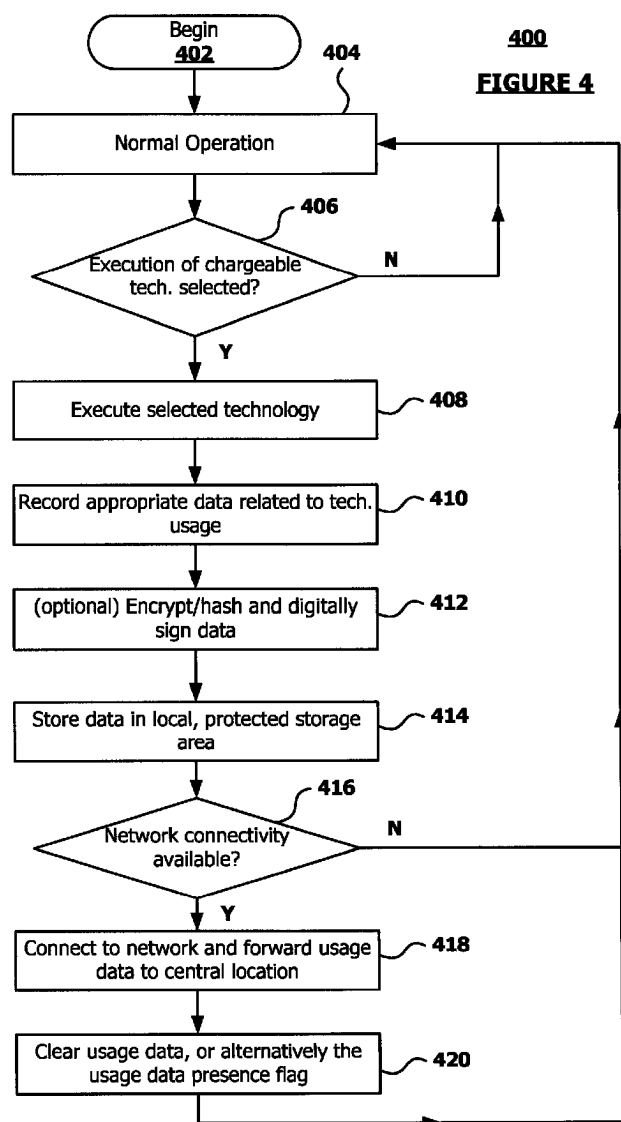 Begin
402
400
FIGURE 4
404
Normal Operation
406
Execution of chargeable
tech. selected?
N
Y
Execute selected technology
408
Record appropriate data related to tech.
usage
410
(optional) Encrypt/hash and digitally
sign data
412
Store data in local, protected storage
area
414
416
Network connectivity
available?
N
Y
Connect to network and forward usage
data to central location
418
Clear usage data, or alternatively the
usage data presence flag
420